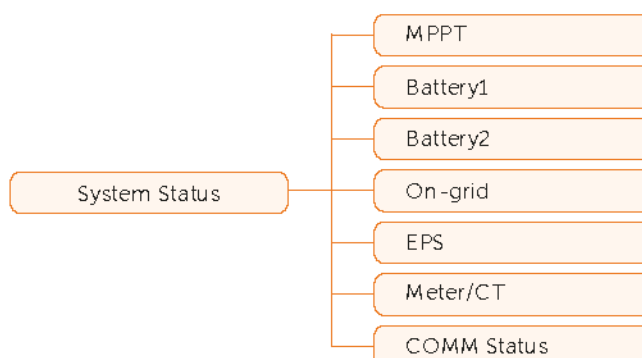 MPPT
Battery1
Battery2
System Status
On-grid
EPS
Meter/CT
COMM Status